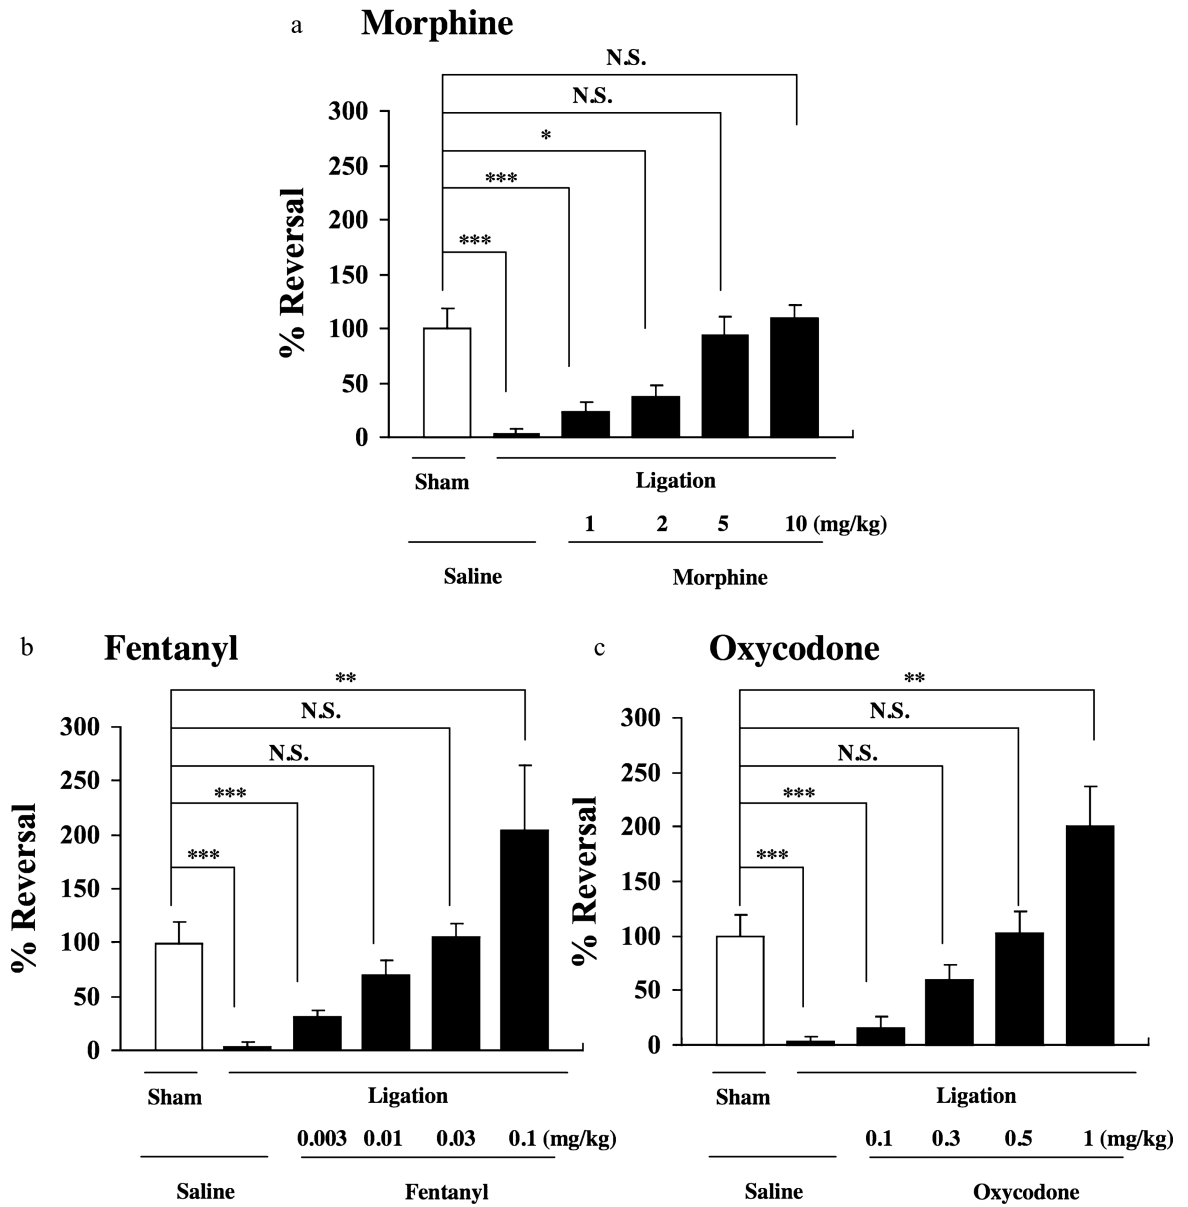 a Morphine
N.S.
N.S.
*
***
***
300
250
200
150
100
50
0
% Reversal
Sham Ligation
1 2 5 10 (mg/kg)
Saline Morphine
b Fentanyl
**
N.S.
N.S.
***
***
300
250
200
150
100
50
0
% Reversal
Sham Ligation
0.003 0.01 0.03 0.1 (mg/kg)
Saline Fentanyl
c Oxycodone
**
N.S.
N.S.
***
***
300
250
200
150
100
50
0
% Reversal
Sham Ligation
0.1 0.3 0.5 1 (mg/kg)
Saline Oxycodone